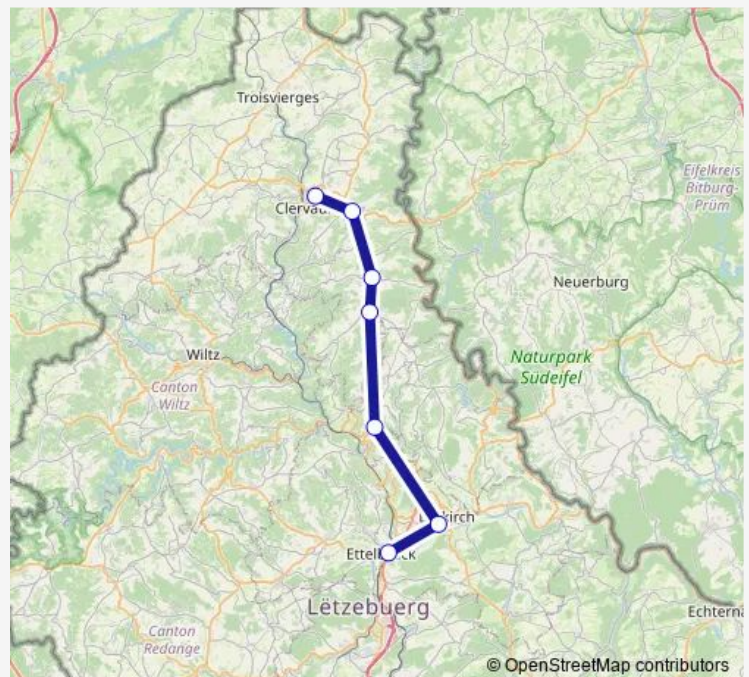 Troisvierges
Eifelkreis
Bitburg-
Prüm
Neuerburg
Wiltz
Naturpark
Südeifel
Canton
Wiltz
Lëtzebuerg
Canton
Redange
© OpenStreetMap contributors